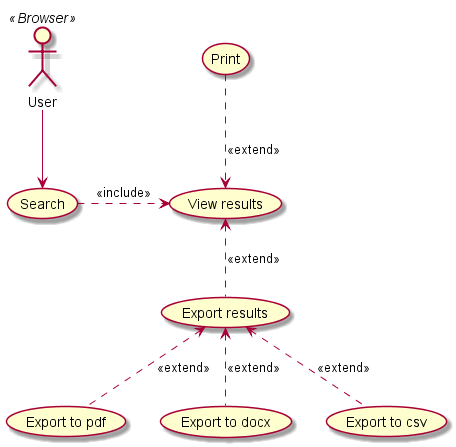 « Browser»
User
Print
«extend»
Search
«include»
View results
«extend»
Export results
«extend»
«extend»
«extend»
Export to pdf
Export to docx
Export to csv